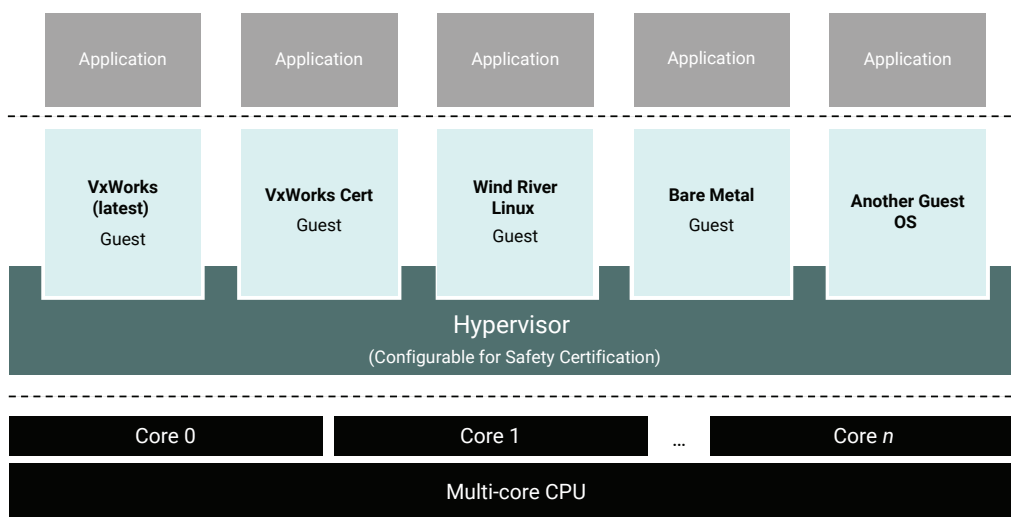 Application
Application
Application
Application
Application
VxWorks
(latest)
Guest
VxWorks Cert
Guest
Wind River
Linux
Guest
Bare Metal
Guest
Another Guest
OS
Hypervisor
(Configurable for Safety Certification)
Core 0
Core 1
...
Core n
Multi-core CPU